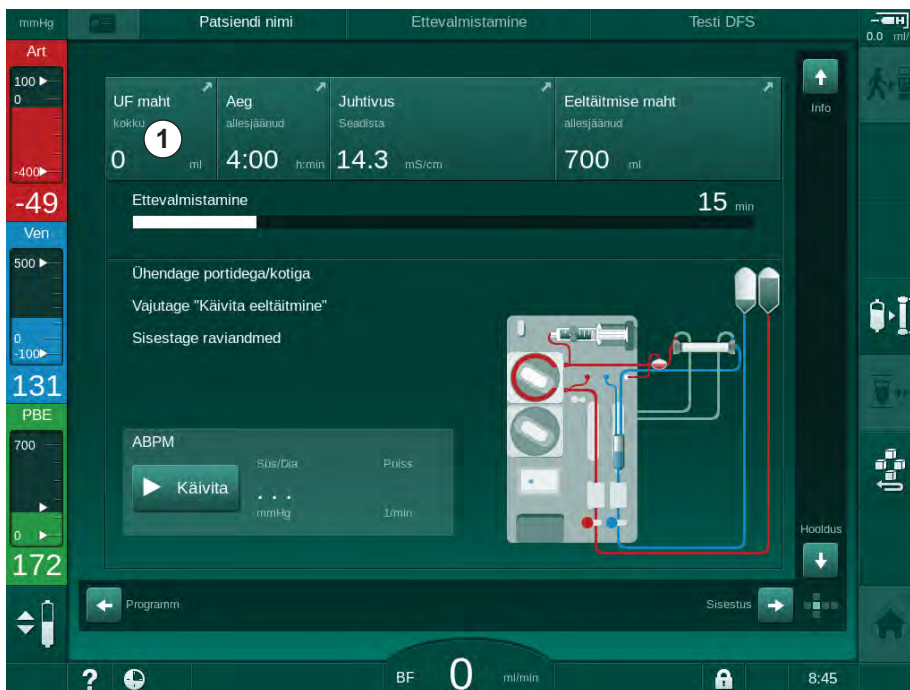 mmHg
Patsiendi nimi
Ettevalmistamine
Testi DFS
0.0 ml/
Art
100
0
-400
-49
Ven
500
0
-100
131
PBE
700
0
172
UF maht
kokku
1
0 ml
Aeg
allesjäänud
4:00 h:min
Juhtivus
Seadista
14.3 mS/cm
Eeltäitmise maht
allesjäänud
700 ml
Info
Ettevalmistamine
15 min
Ühendage portidega/kotiga
Vajutage "Käivita eeltäitmine"
Sisestage raviandmed
ABPM
Süs/Dia
Pulss
Käivita
. . .
mmHg
1/min
Hooldus
Programm
Sisestus
?
BF 0 ml/min
8:45